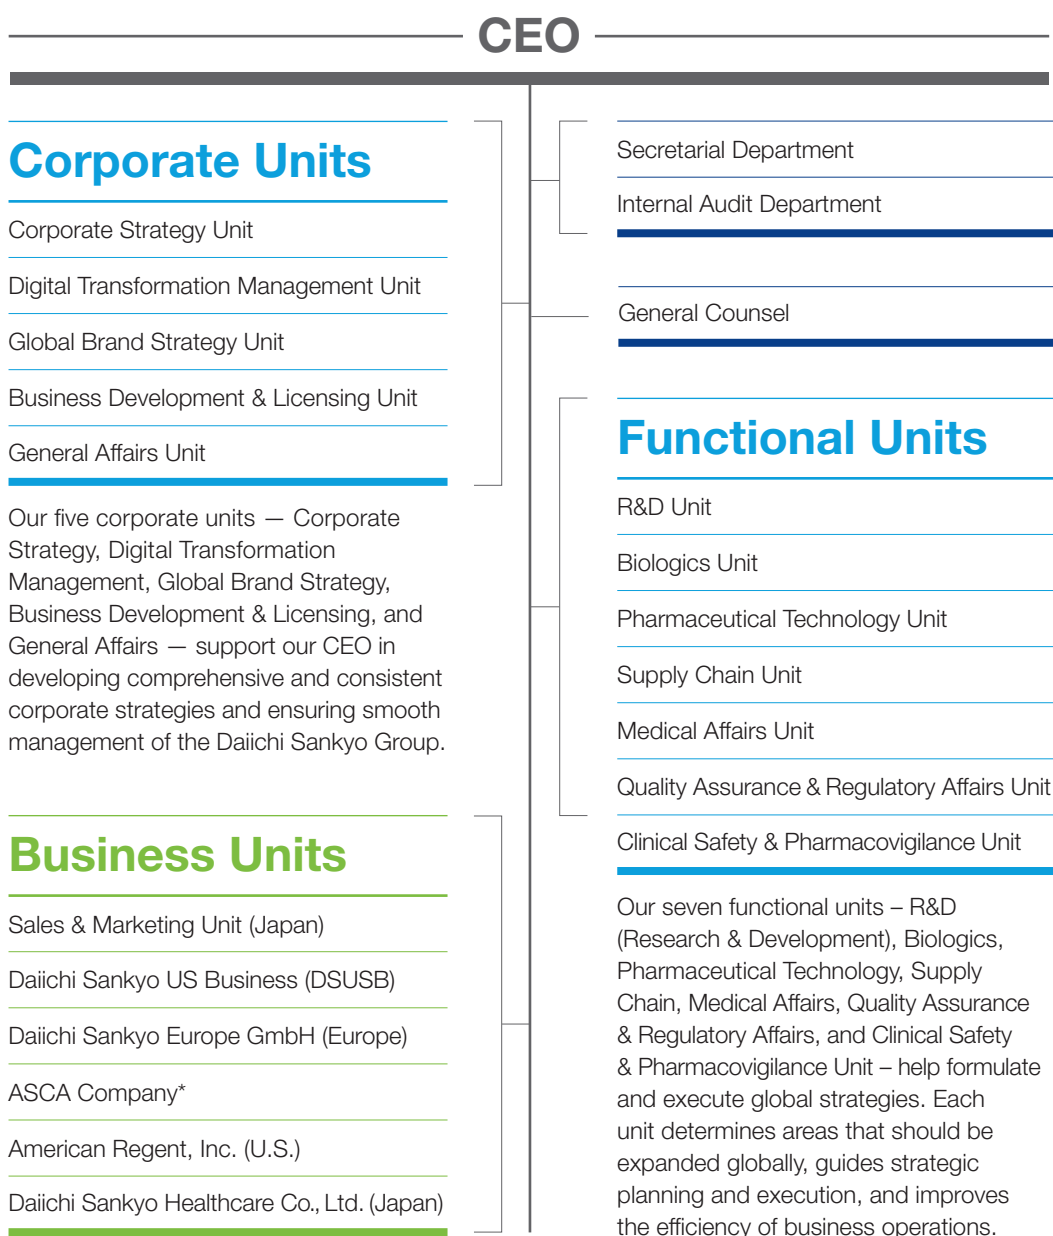 CEO
Corporate Units
Corporate Strategy Unit
Digital Transformation Management Unit
Global Brand Strategy Unit
Business Development & Licensing Unit
General Affairs Unit
Our five corporate units — Corporate
Strategy, Digital Transformation
Management, Global Brand Strategy,
Business Development & Licensing, and
General Affairs — support our CEO in
developing comprehensive and consistent
corporate strategies and ensuring smooth
management of the Daiichi Sankyo Group.
Business Units
Sales & Marketing Unit (Japan)
Daiichi Sankyo US Business (DSUSB)
Daiichi Sankyo Europe GmbH (Europe)
ASCA Company*
American Regent, Inc. (U.S.)
Daiichi Sankyo Healthcare Co., Ltd. (Japan)
Secretarial Department
Internal Audit Department
General Counsel
Functional Units
R&D Unit
Biologics Unit
Pharmaceutical Technology Unit
Supply Chain Unit
Medical Affairs Unit
Quality Assurance & Regulatory Affairs Unit
Clinical Safety & Pharmacovigilance Unit
Our seven functional units – R&D
(Research & Development), Biologics,
Pharmaceutical Technology, Supply
Chain, Medical Affairs, Quality Assurance
& Regulatory Affairs, and Clinical Safety
& Pharmacovigilance Unit – help formulate
and execute global strategies. Each
unit determines areas that should be
expanded globally, guides strategic
planning and execution, and improves
the efficiency of business operations.